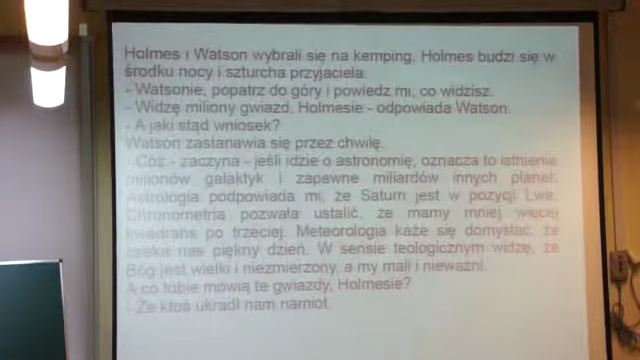 Holmes i Watson wybrali się na kemping. Holmes budzi się w
środku nocy i szturcha przyjaciela.
- Watsonie, popatrz do góry i powiedz mi, co widzisz.
- Widzę miliony gwiazd, Holmesie - odpowiada Watson.
- A jaki stąd wniosek?
Watson zastanawia się przez chwilę.
- Cóż - zaczyna - jeśli idzie o astronomię, oznacza to istnienie
milionów galaktyk i zapewne miliardów innych planet.
Astrologia podpowiada mi, że Saturn jest w pozycji Lwa.
Chronometria pozwala ustalić, że mamy mniej więcej
kwadrans po trzeciej. Meteorologia każe się domyślać, że
czeka nas piękny dzień. W sensie teologicznym widzę, że
Bóg jest wielki i niezmierzony, a my mali i nieważni.
A co tobie mówią te gwiazdy, Holmesie?
- Że ktoś ukradł nam namiot.